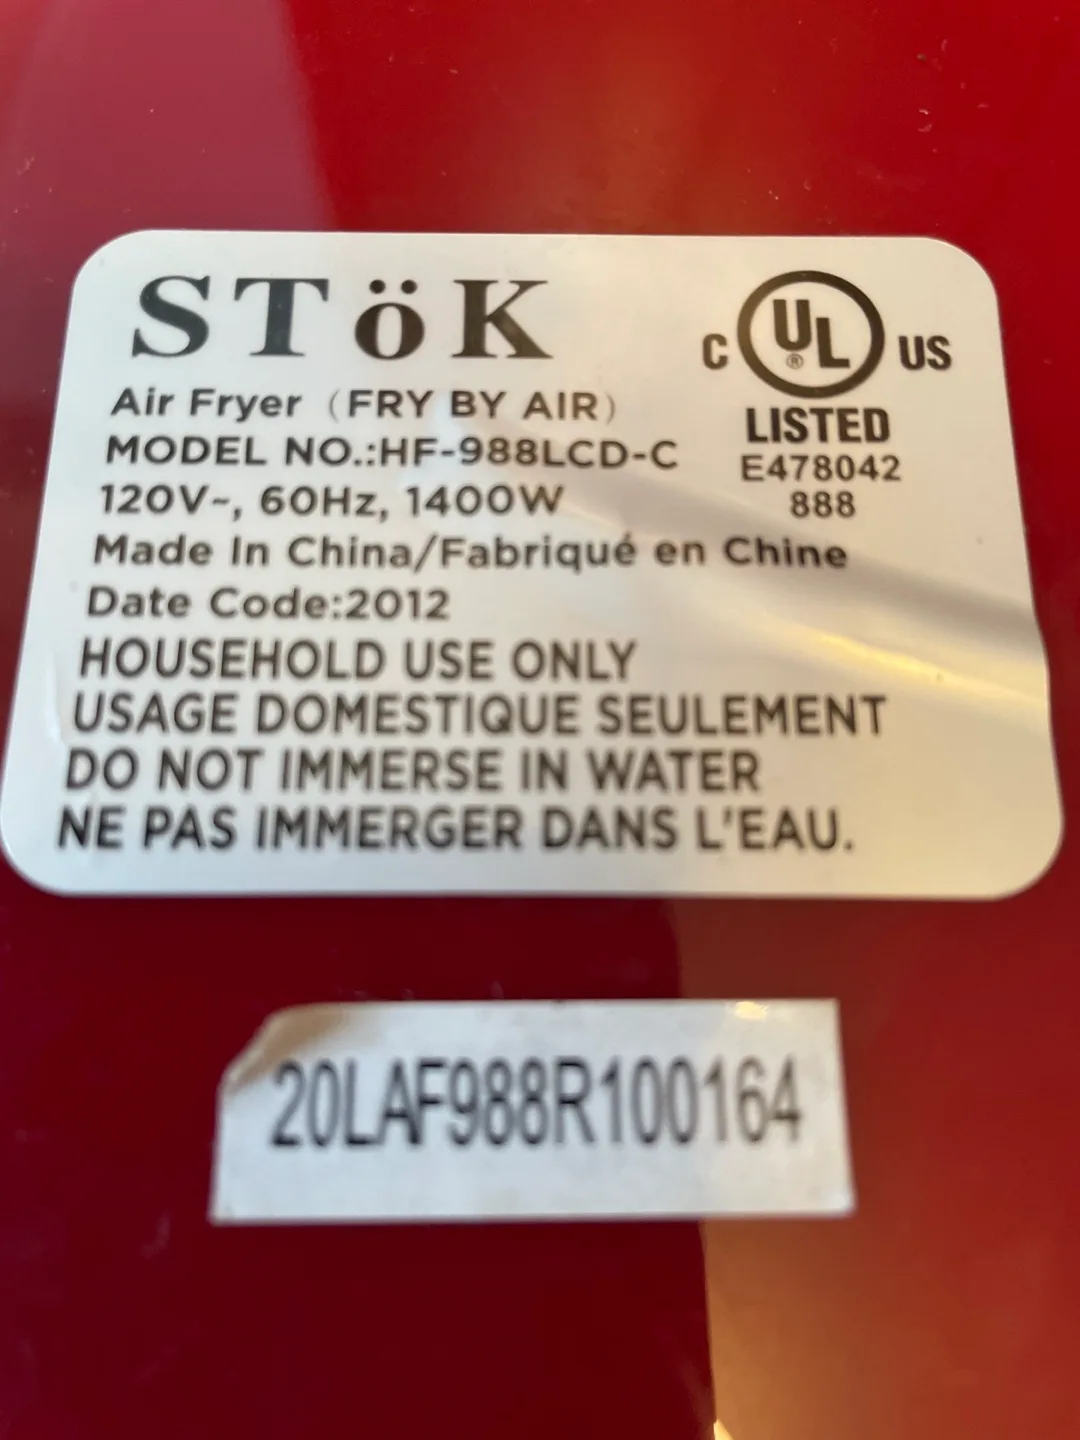 STöK
Air Fryer (FRY BY AIR)
MODEL NO.:HF-988LCD-C
120V~, 60Hz, 1400W
Made In China/Fabriqué en Chine
Date Code:2012
HOUSEHOLD USE ONLY
USAGE DOMESTIQUE SEULEMENT
DO NOT IMMERSE IN WATER
NE PAS IMMERGER DANS L'EAU.
C UL® US
LISTED
E478042
888
20LAF988R100164